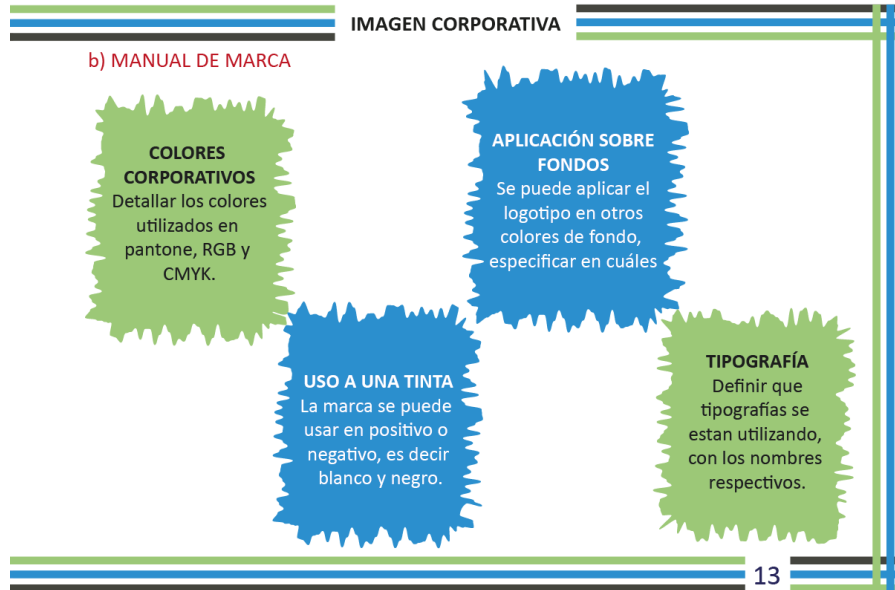 IMAGEN CORPORATIVA
b) MANUAL DE MARCA
COLORES
CORPORATIVOS
Detallar los colores
utilizados en
pantone, RGB y
CMYK.
USO A UNA TINTA
La marca se puede
usar en positivo o
negativo, es decir
blanco y negro.
APLICACIÓN SOBRE
FONDOS
Se puede aplicar el
logotipo en otros
colores de fondo,
especificar en cuáles
TIPOGRAFÍA
Definir que
tipografías se
estan utilizando,
con los nombres
respectivos.
13